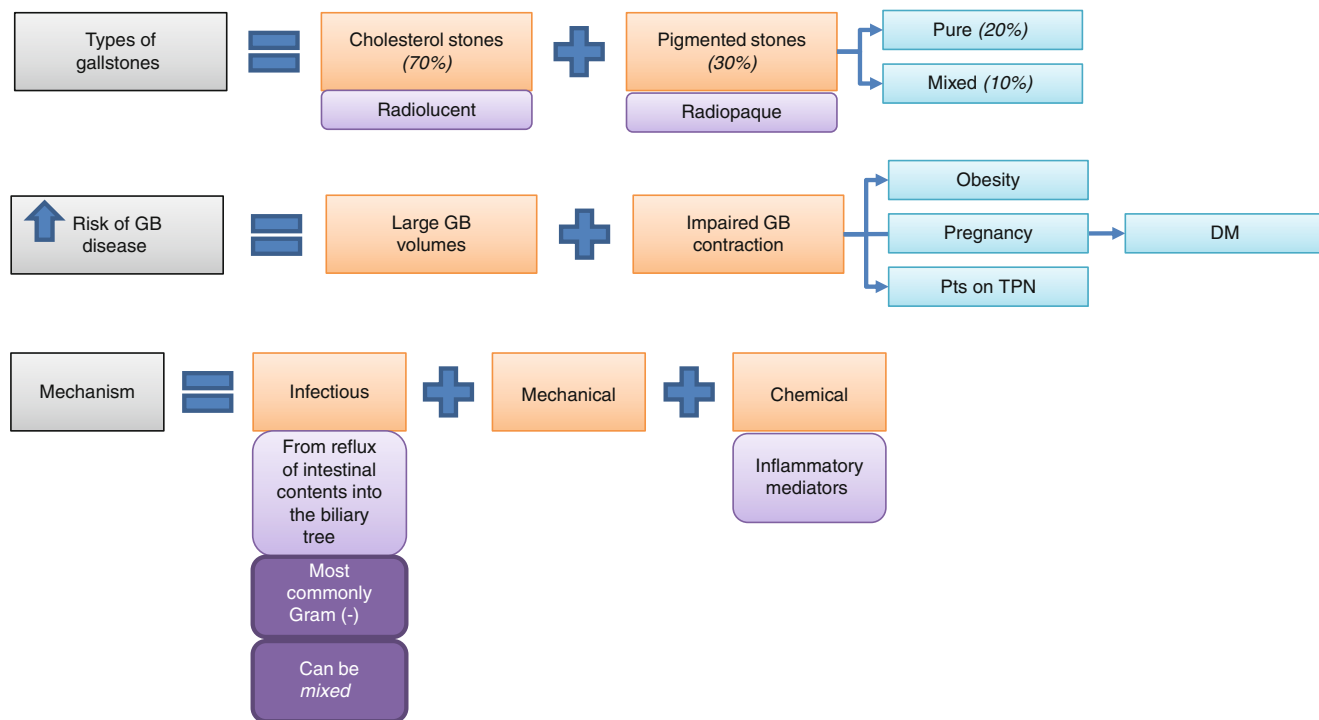 Types of
gallstones
Cholesterol stones
(70%)
Radiolucent
Pigmented stones
(30%)
Radiopaque
Pure (20%)
Mixed (10%)
Risk of GB
disease
Large GB
volumes
Impaired GB
contraction
Obesity
Pregnancy
DM
Pts on TPN
Mechanism
Infectious
From reflux
of intestinal
contents into
the biliary
tree
Most
commonly
Gram (-)
Can be
mixed
Mechanical
Chemical
Inflammatory
mediators